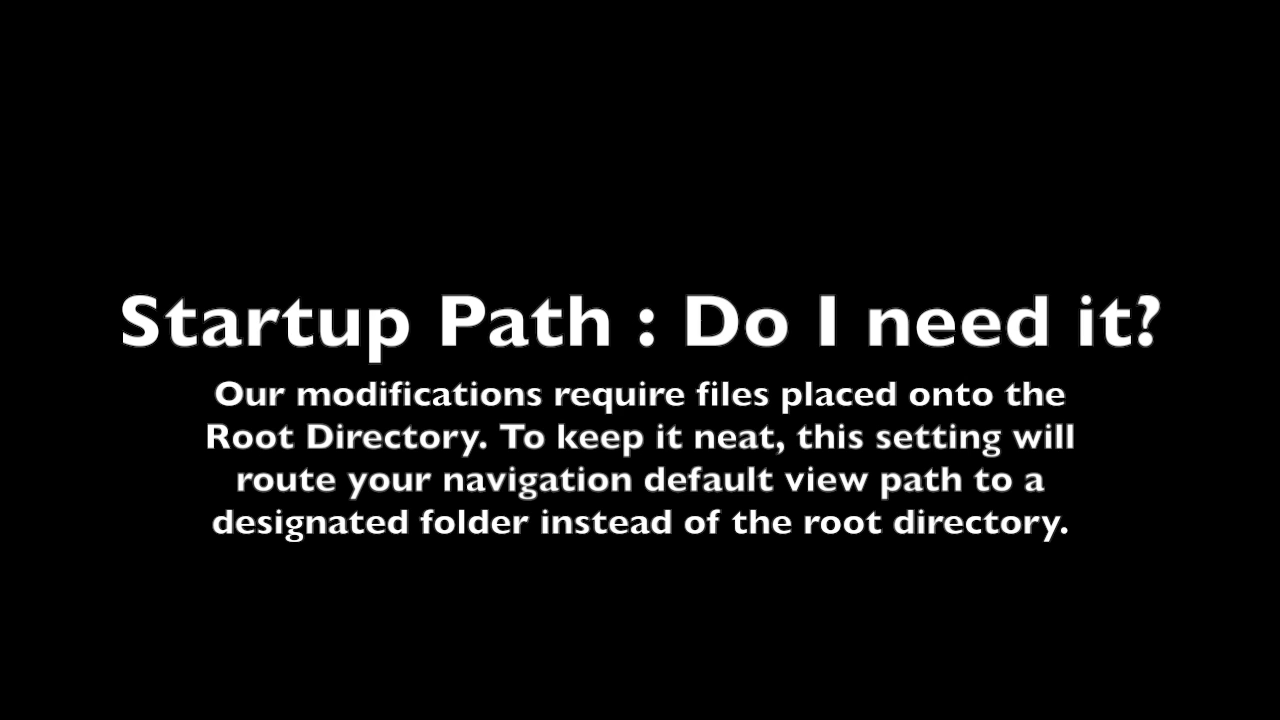 Startup Path : Do I need it?
Our modifications require files placed onto the
Root Directory. To keep it neat, this setting will
route your navigation default view path to a
designated folder instead of the root directory.